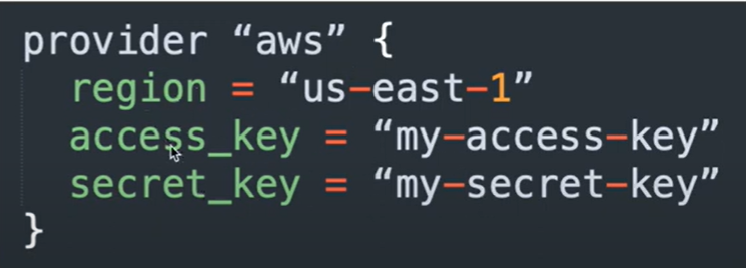 provider “aws” {
region = “us-east-1”
access_key = “my-access-key”
secret_key = “my-secret-key”
}